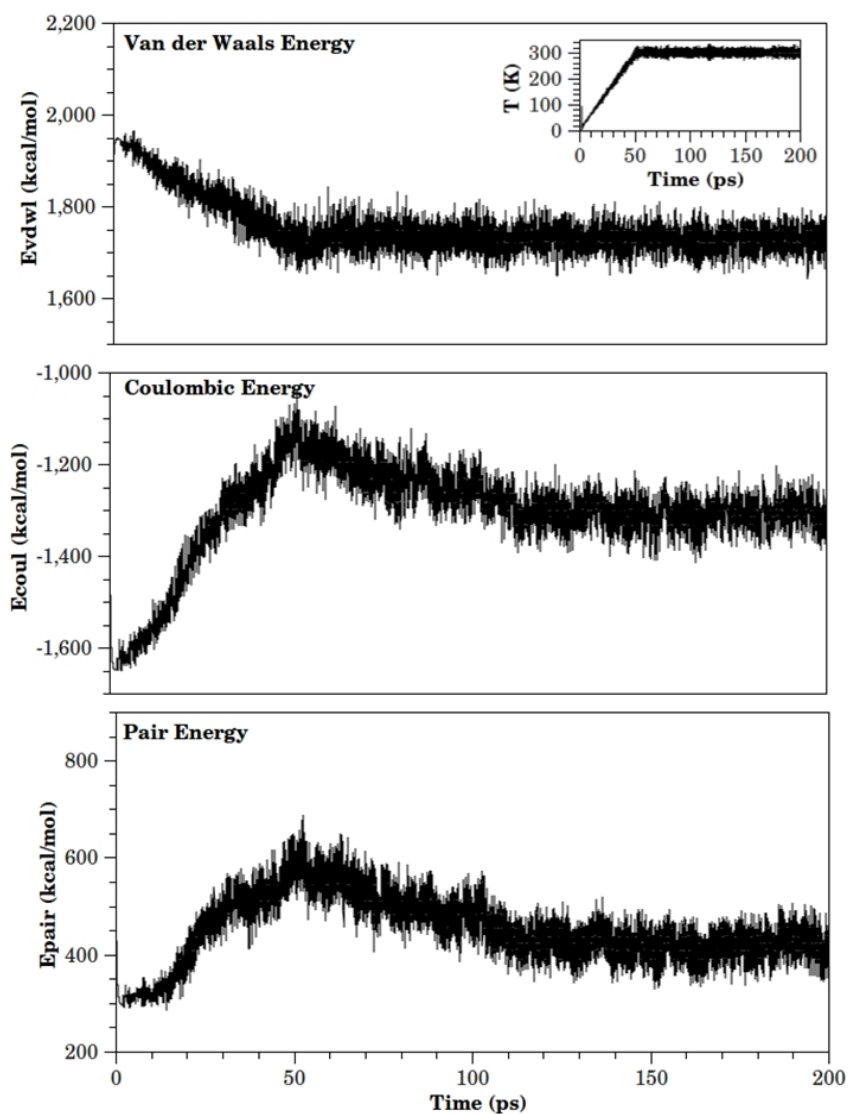 Van der Waals Energy
Evdwl (kcal/mol)
2,200
2,000
1,800
1,600
T (K)
300
200
100
0
0 50 100 150 200
Time (ps)
Coulombic Energy
Ecoul (kcal/mol)
-1,000
-1,200
-1,400
-1,600
Pair Energy
Epair (kcal/mol)
800
600
400
200
0 50 100 150 200
Time (ps)